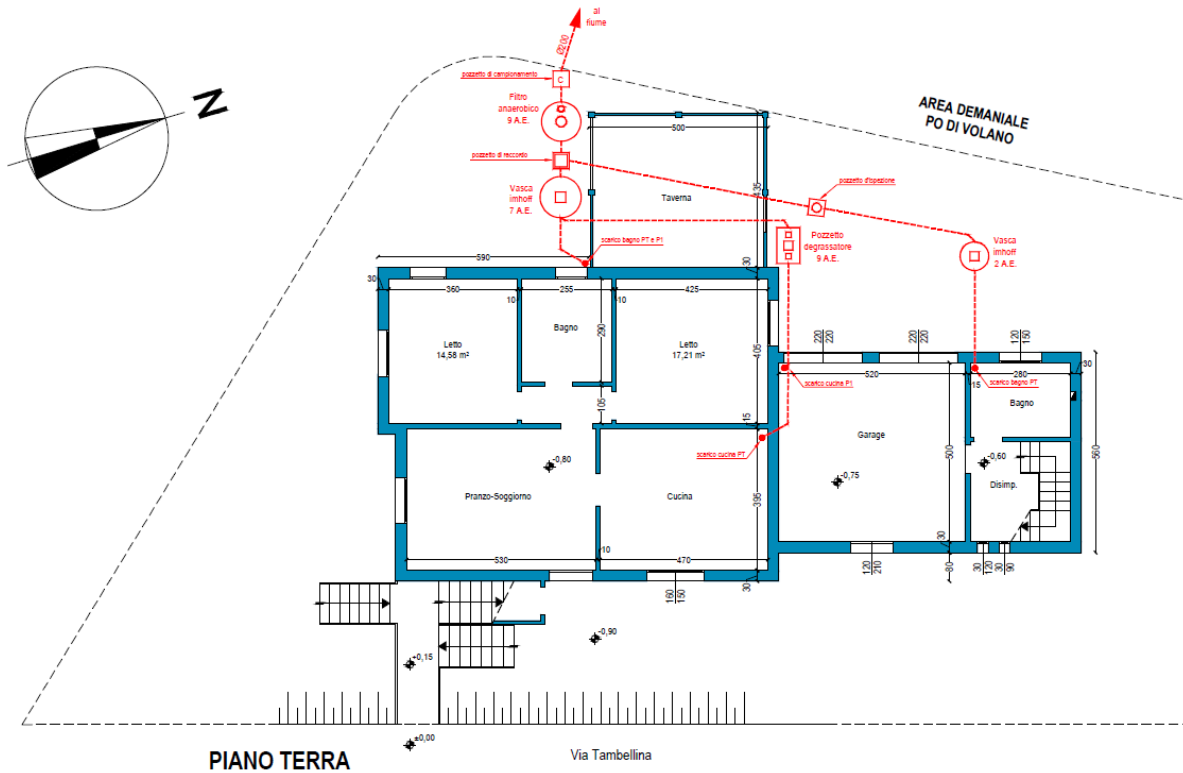 al
fiume
Ø200
pozzetto di campionamento
C
Filtro
anaerobico
9 A.E.
N
AREA DEMANIALE
PO DI VOLANO
500
pozzetto di raccordo
Vasca
imhoff
7 A.E.
Taverna
435
pozzetto d'ispezione
scarico bagno PT e P1
Pozzetto
degrassatore
9 A.E.
Vasca
imhoff
2 A.E.
590
30
30
360
10
255
10
425
290
Bagno
Letto
14,58 m²
Letto
17,21 m²
405
105
15
220
220
220
220
120
150
30
520
15
280
scarico cucina P1
scarico bagno PT
Bagno
Garage
500
560
scarico cucina PT
-0,80
-0,60
-0,75
Disimp.
Pranzo-Soggiorno
Cucina
395
30
10
530
470
30
160
150
120
210
80
30
120
30
90
-0,90
+0,15
±0,00
PIANO TERRA
Via Tambellina